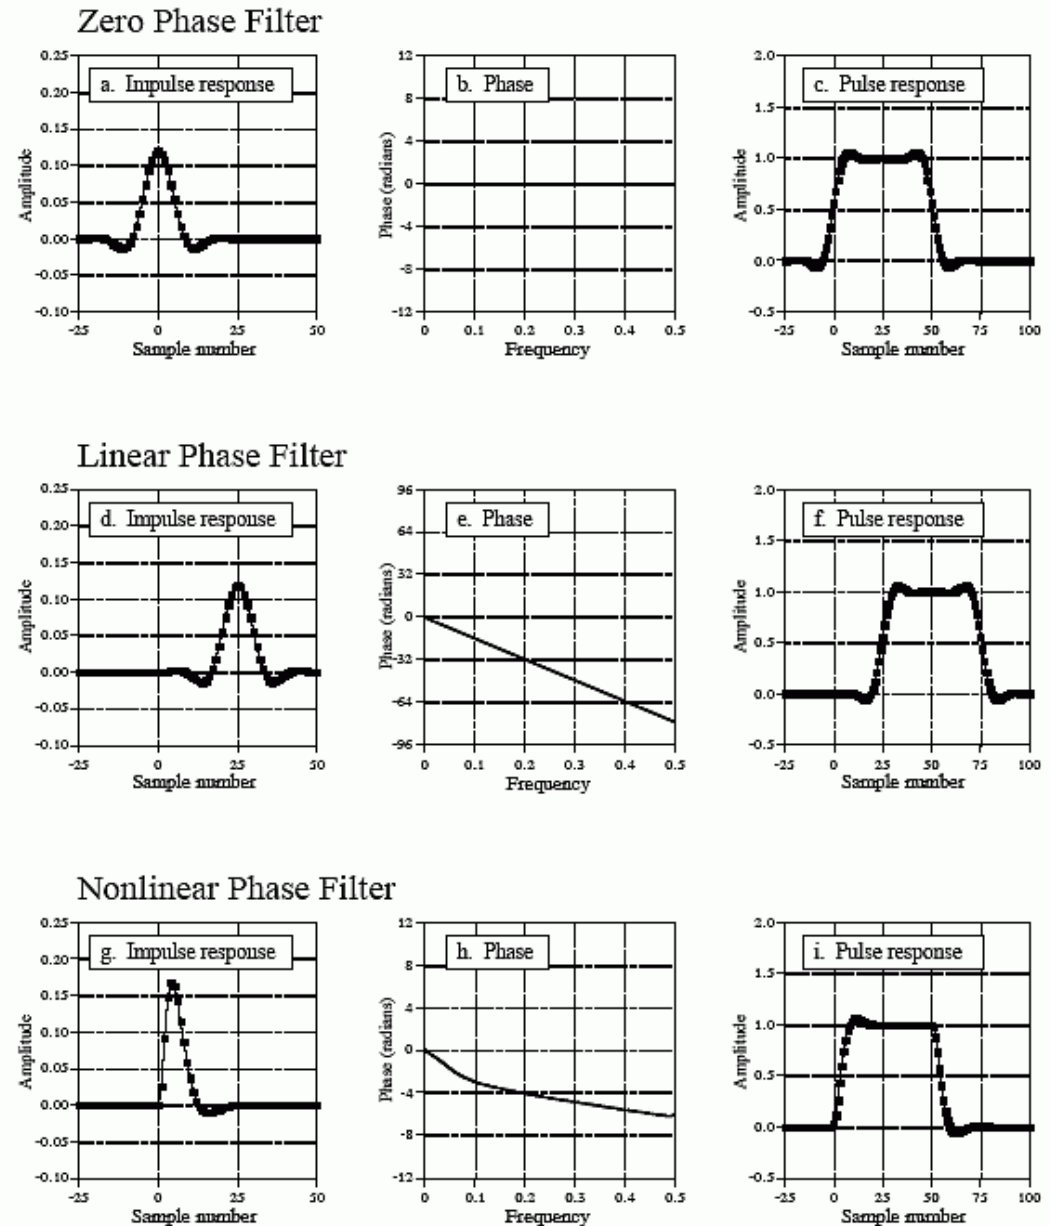 Zero Phase Filter
a. Impulse response
Amplitude
0.25
0.20
0.15
0.10
0.05
0.00
-0.05
-0.10
-25 0 25 50
Sample number
b. Phase
Phase (radians)
12
8
4
0
-4
-8
-12
0 0.1 0.2 0.3 0.4 0.5
Frequency
c. Pulse response
Amplitude
2.0
1.5
1.0
0.5
0.0
-0.5
-25 0 25 50 75 100
Sample number
Linear Phase Filter
d. Impulse response
Amplitude
0.25
0.20
0.15
0.10
0.05
0.00
-0.05
-0.10
-25 0 25 50
Sample number
e. Phase
Phase (radians)
96
64
32
0
-32
-64
-96
0 0.1 0.2 0.3 0.4 0.5
Frequency
f. Pulse response
Amplitude
2.0
1.5
1.0
0.5
0.0
-0.5
-25 0 25 50 75 100
Sample number
Nonlinear Phase Filter
g. Impulse response
Amplitude
0.25
0.20
0.15
0.10
0.05
0.00
-0.05
-0.10
-25 0 25 50
Sample number
h. Phase
Phase (radians)
12
8
4
0
-4
-8
-12
0 0.1 0.2 0.3 0.4 0.5
Frequency
i. Pulse response
Amplitude
2.0
1.5
1.0
0.5
0.0
-0.5
-25 0 25 50 75 100
Sample number